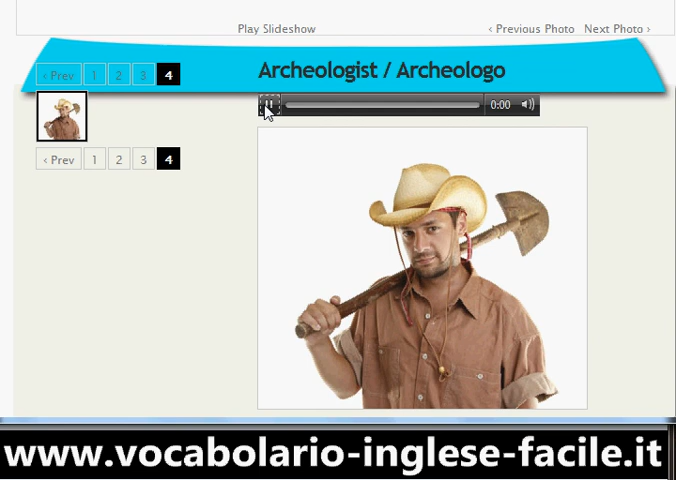 Play Slideshow ‹ Previous Photo Next Photo ›
Archeologist / Archeologo
‹ Prev 1 2 3 4
0:00
‹ Prev 1 2 3 4
www.vocabolario-inglese-facile.it